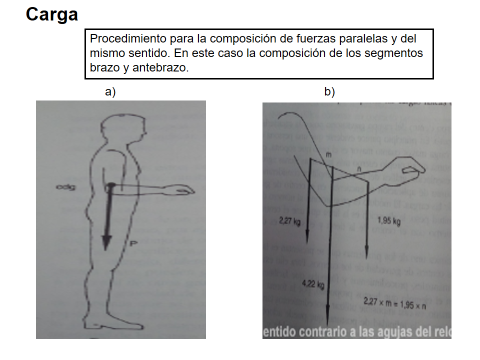 Carga
Procedimiento para la composición de fuerzas paralelas y del
mismo sentido. En este caso la composición de los segmentos
brazo y antebrazo.
a)
b)
cdg
P
m
n
2,27 kg
1,95 kg
4,22 kg
2,27 x m = 1,95 x n
entido contrario a las agujas del relo